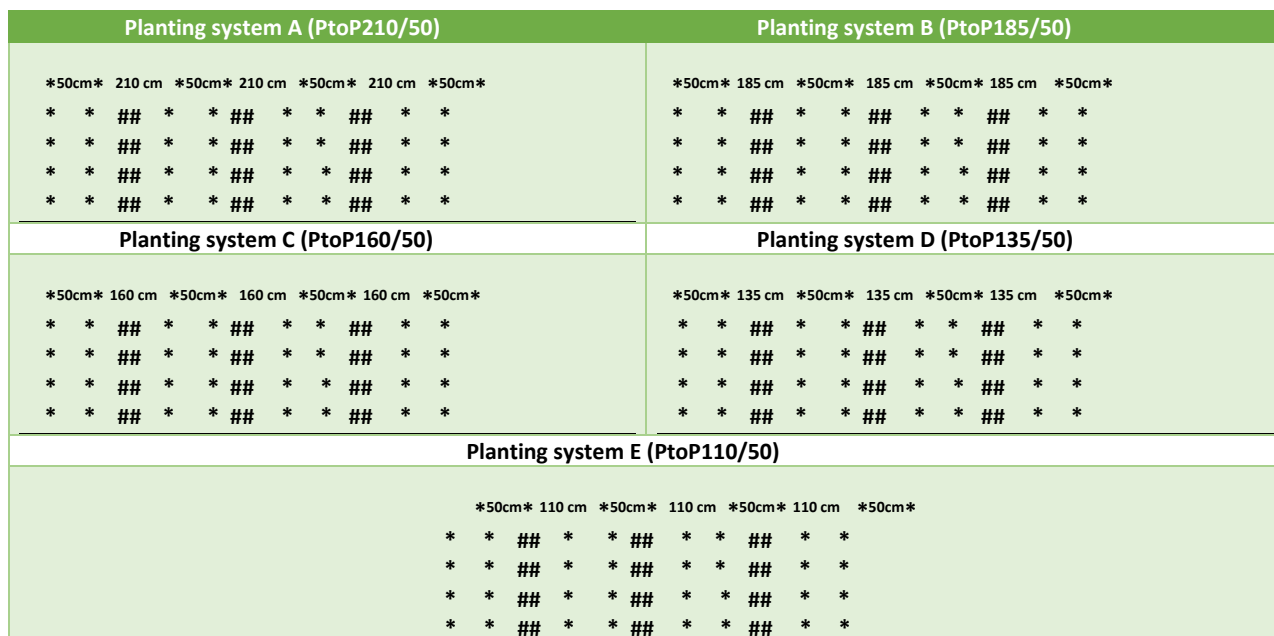 Planting system A (PtoP210/50)
*50cm* 210 cm *50cm* 210 cm *50cm* 210 cm *50cm*
* * ## * * ## * * ## * *
* * ## * * ## * * ## * *
* * ## * * ## * * ## * *
* * ## * * ## * * ## * *
Planting system B (PtoP185/50)
*50cm* 185 cm *50cm* 185 cm *50cm* 185 cm *50cm*
* * ## * * ## * * ## * *
* * ## * * ## * * ## * *
* * ## * * ## * * ## * *
* * ## * * ## * * ## * *
Planting system C (PtoP160/50)
*50cm* 160 cm *50cm* 160 cm *50cm* 160 cm *50cm*
* * ## * * ## * * ## * *
* * ## * * ## * * ## * *
* * ## * * ## * * ## * *
* * ## * * ## * * ## * *
Planting system D (PtoP135/50)
*50cm* 135 cm *50cm* 135 cm *50cm* 135 cm *50cm*
* * ## * * ## * * ## * *
* * ## * * ## * * ## * *
* * ## * * ## * * ## * *
* * ## * * ## * * ## * *
Planting system E (PtoP110/50)
*50cm* 110 cm *50cm* 110 cm *50cm* 110 cm *50cm*
* * ## * * ## * * ## * *
* * ## * * ## * * ## * *
* * ## * * ## * * ## * *
* * ## * * ## * * ## * *